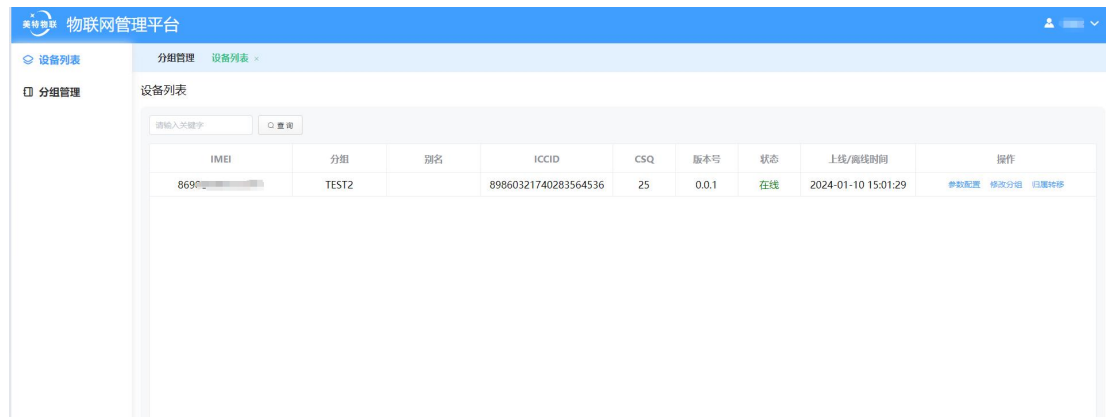 美特物联 物联网管理平台
设备列表
分组管理
分组管理 设备列表 ×
设备列表
请输入关键字 查询
IMEI 分组 别名 ICCID CSQ 版本号 状态 上线/离线时间 操作
869 TEST2 89860321740283564536 25 0.0.1 在线 2024-01-10 15:01:29 参数配置 修改分组 归属转移